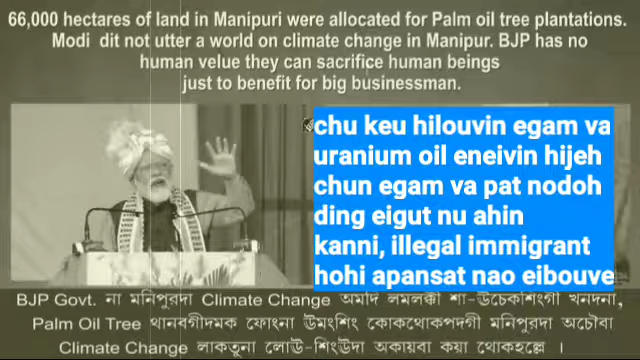 66,000 hectares of land in Manipuri were allocated for Palm oil tree plantations.
Modi dit not utter a world on climate change in Manipur. BJP has no
human velue they can sacrifice human beings
just to benefit for big businessman.
chu keu hilouvin egam va
uranium oil eneivin hijeh
chun egam va pat nodoh
ding eigut nu ahin
kanni, illegal immigrant
hohi apansat nao eibouve
BJP Govt. না মনিপুরদা Climate Change অমদি লমলক্কী শা-উচেকশিংগী খনদনা,
Palm Oil Tree থানবগীদমক ফোংনা উমংশিং কোকথোকপদগী মনিপুরদা অচৌবা
Climate Change লাকতুনা লোউ-শিংউদা অকায়বা কয়া থোকহল্লে ।